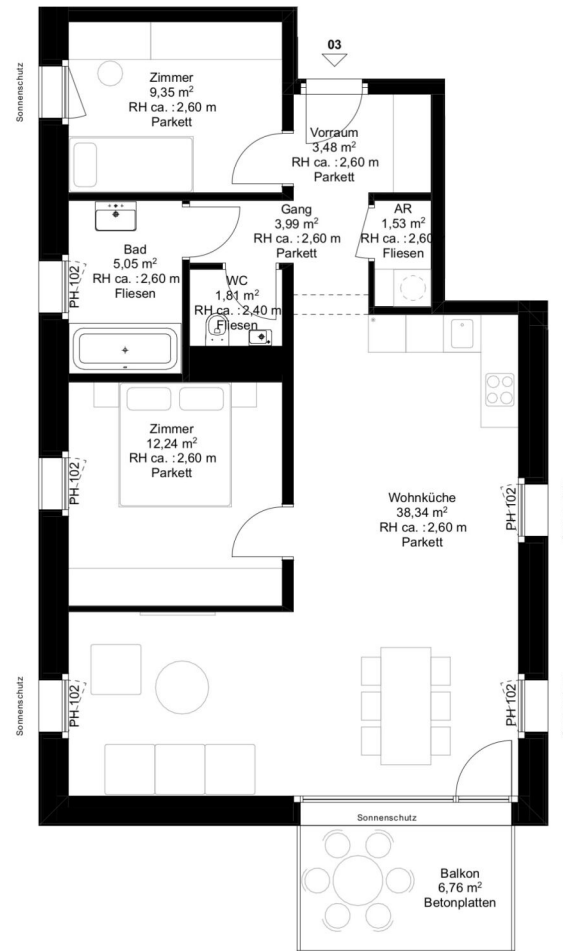 03
Sonnenschutz
Zimmer
9,35 m²
RH ca. :2,60 m
Parkett
Vorraum
3,48 m²
RH ca. :2,60 m
Parkett
Gang
3,99 m²
RH ca. :2,60 m
Parkett
AR
1,53 m²
RH ca. :2,60
Fliesen
Bad
5,05 m²
RH ca. :2,60 m
Fliesen
PH-102
WC
1,81 m²
RH ca. :2,40 m
Fliesen
Zimmer
12,24 m²
RH ca. :2,60 m
Parkett
PH-102
Wohnküche
38,34 m²
RH ca. :2,60 m
Parkett
PH 102
Sonnenschutz
PH-102
PH 102
Sonnenschutz
Balkon
6,76 m²
Betonplatten